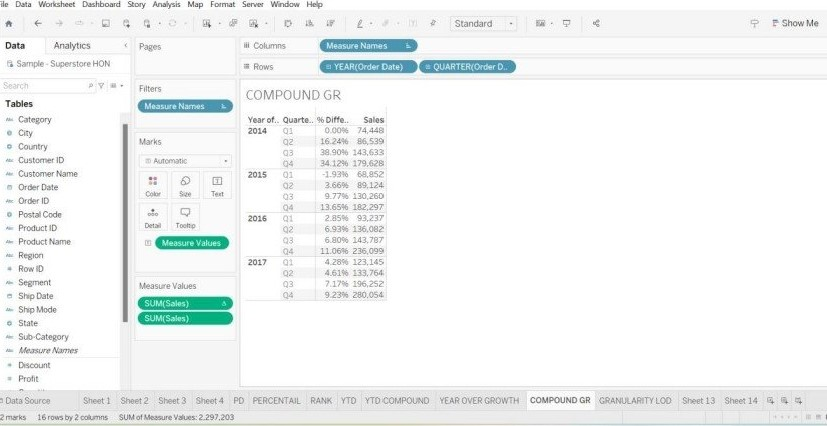 ile Data Worksheet Dashboard Story Analysis Map Format Server Window Help
Standard
Show Me
Data Analytics
Sample - Superstore HON
Search
Tables
Category
City
Country
Customer ID
Customer Name
Order Date
Order ID
Postal Code
Product ID
Product Name
Region
Row ID
Segment
Ship Date
Ship Mode
State
Sub-Category
Measure Names
Discount
Profit
Pages
Filters
Measure Names
Marks
Automatic
Color Size Text
Detail Tooltip
Measure Values
Measure Values
SUM(Sales)
SUM(Sales)
Columns Measure Names
Rows YEAR(Order Date) QUARTER(Order D..
COMPOUND GR
Year of.. Quarte.. % Diffe.. Sales
2014 Q1 0.00% 74,448
Q2 16.24% 86,539
Q3 38.90% 143,633
Q4 34.12% 179,628
2015 Q1 -1.93% 68,852
Q2 3.66% 89,124
Q3 9.77% 130,260
Q4 13.65% 182,297
2016 Q1 2.85% 93,237
Q2 6.93% 136,082
Q3 6.80% 143,787
Q4 11.06% 236,099
2017 Q1 4.28% 123,145
Q2 4.61% 133,764
Q3 7.17% 196,252
Q4 9.23% 280,054
Data Source Sheet 1 Sheet 2 Sheet 3 Sheet 4 PD PERCENTAIL RANK YTD YTD COMPOUND YEAR OVER GROWTH COMPOUND GR GRANULARITY LOD Sheet 13 Sheet 14
2 marks 16 rows by 2 columns SUM of Measure Values: 2,297,203